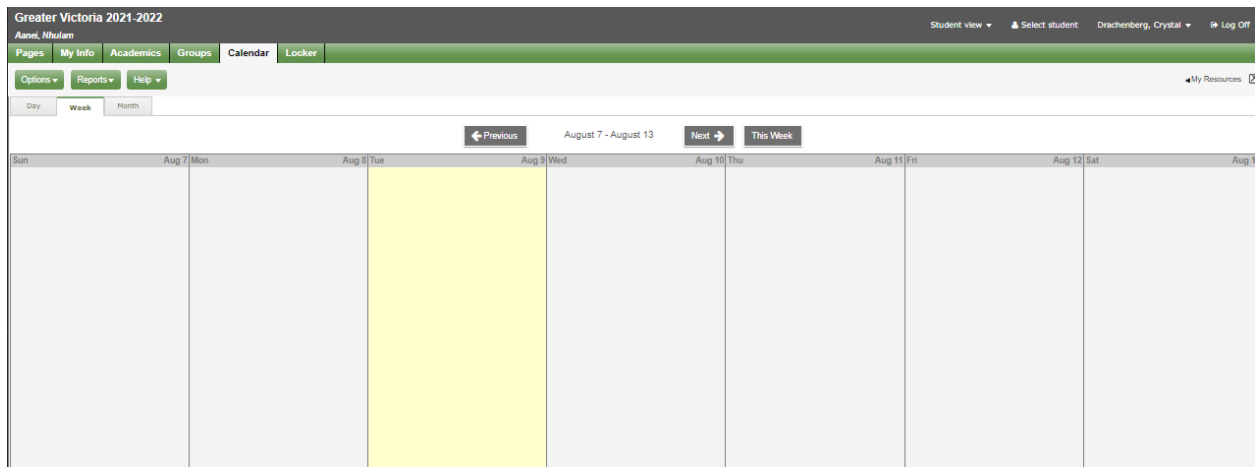 Greater Victoria 2021-2022
Aanei, Nhulam
Student view Select student Drachenberg, Crystal Log Off
Pages My Info Academics Groups Calendar Locker
Options Reports Help My Resources
Day Week Month
Previous August 7 - August 13 Next This Week
Sun Aug 7 Mon Aug 8 Tue Aug 9 Wed Aug 10 Thu Aug 11 Fri Aug 12 Sat Aug 1